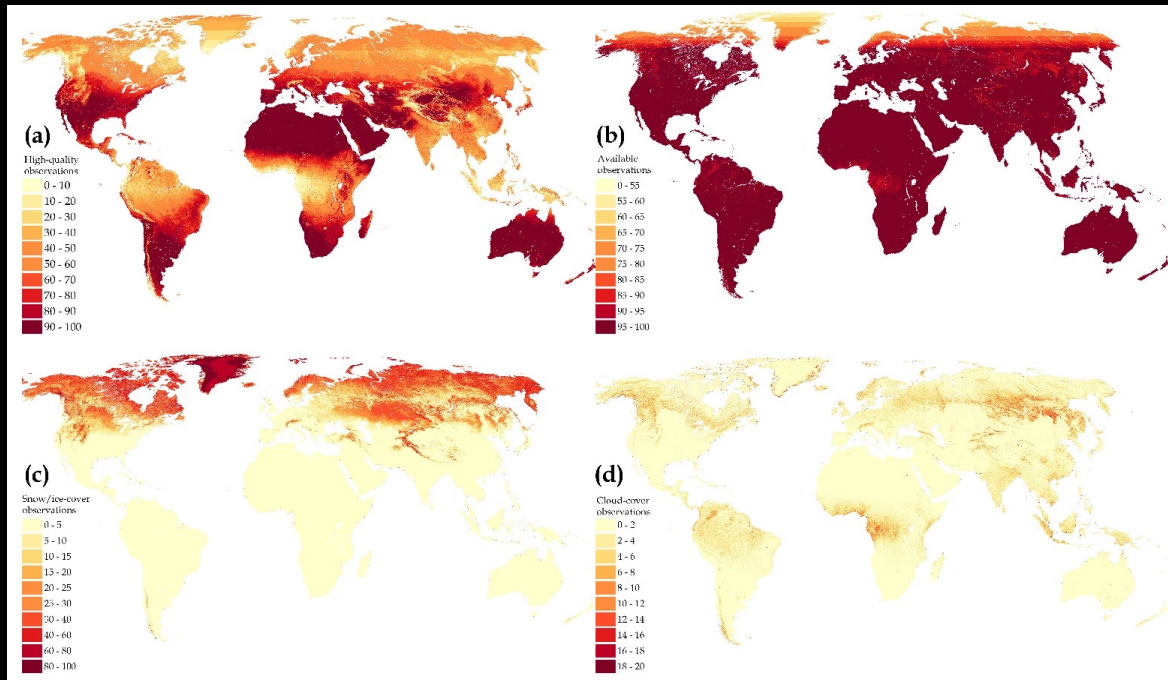 (a)
High-quality
observations
0 - 10
10 - 20
20 - 30
30 - 40
40 - 50
50 - 60
60 - 70
70 - 80
80 - 90
90 - 100
(b)
Available
observations
0 - 55
55 - 60
60 - 65
65 - 70
70 - 75
75 - 80
80 - 85
85 - 90
90 - 95
95 - 100
(c)
Snow/ice-cover
observations
0 - 5
5 - 10
10 - 15
15 - 20
20 - 25
25 - 30
30 - 40
40 - 60
60 - 80
80 - 100
(d)
Cloud-cover
observations
0 - 2
2 - 4
4 - 6
6 - 8
8 - 10
10 - 12
12 - 14
14 - 16
16 - 18
18 - 20